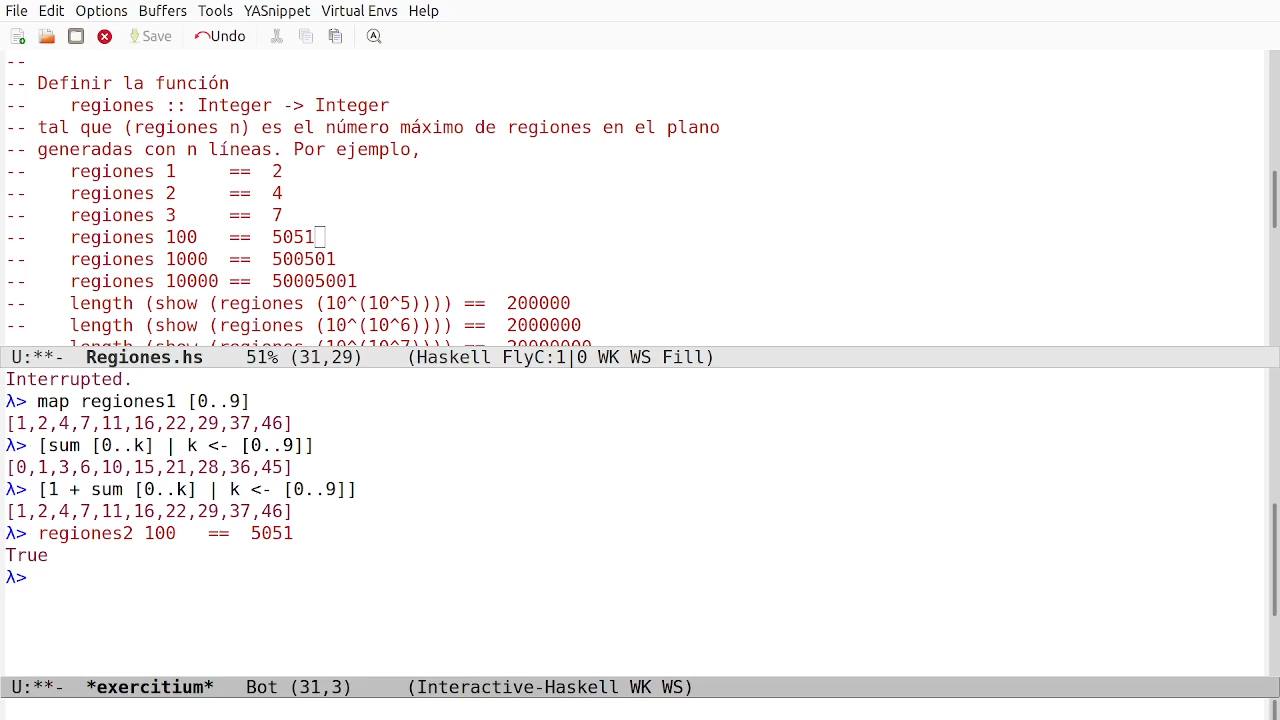 File Edit Options Buffers Tools YASnippet Virtual Envs Help
Save Undo
--
-- Definir la función
--    regiones :: Integer -> Integer
-- tal que (regiones n) es el número máximo de regiones en el plano
-- generadas con n líneas. Por ejemplo,
--    regiones 1     ==  2
--    regiones 2     ==  4
--    regiones 3     ==  7
--    regiones 100   ==  5051
--    regiones 1000  ==  500501
--    regiones 10000 ==  50005001
--    length (show (regiones (10^(10^5)))) ==  200000
--    length (show (regiones (10^(10^6)))) ==  2000000
--    length (show (regiones (10^(10^7)))) ==  20000000
U:**-  Regiones.hs    51% (31,29)    (Haskell FlyC:1|0 WK WS Fill)
Interrupted.
λ> map regiones1 [0..9]
[1,2,4,7,11,16,22,29,37,46]
λ> [sum [0..k] | k <- [0..9]]
[0,1,3,6,10,15,21,28,36,45]
λ> [1 + sum [0..k] | k <- [0..9]]
[1,2,4,7,11,16,22,29,37,46]
λ> regiones2 100   ==  5051
True
λ>
U:**-  *exercitium*   Bot (31,3)     (Interactive-Haskell WK WS)